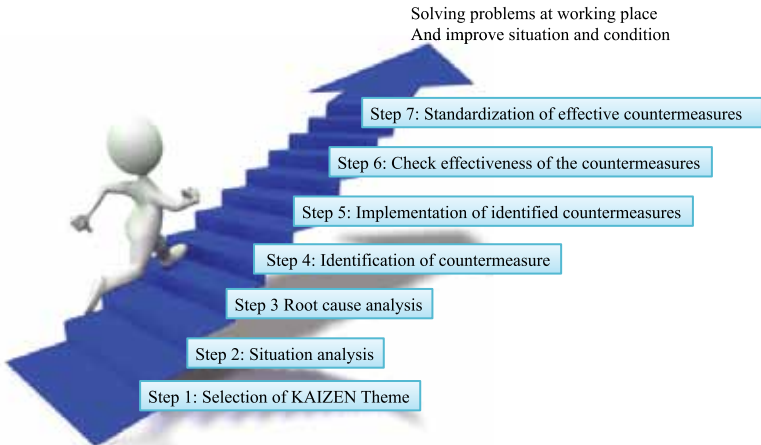 Solving problems at working place
And improve situation and condition
Step 7: Standardization of effective countermeasures
Step 6: Check effectiveness of the countermeasures
Step 5: Implementation of identified countermeasures
Step 4: Identification of countermeasure
Step 3 Root cause analysis
Step 2: Situation analysis
Step 1: Selection of KAIZEN Theme